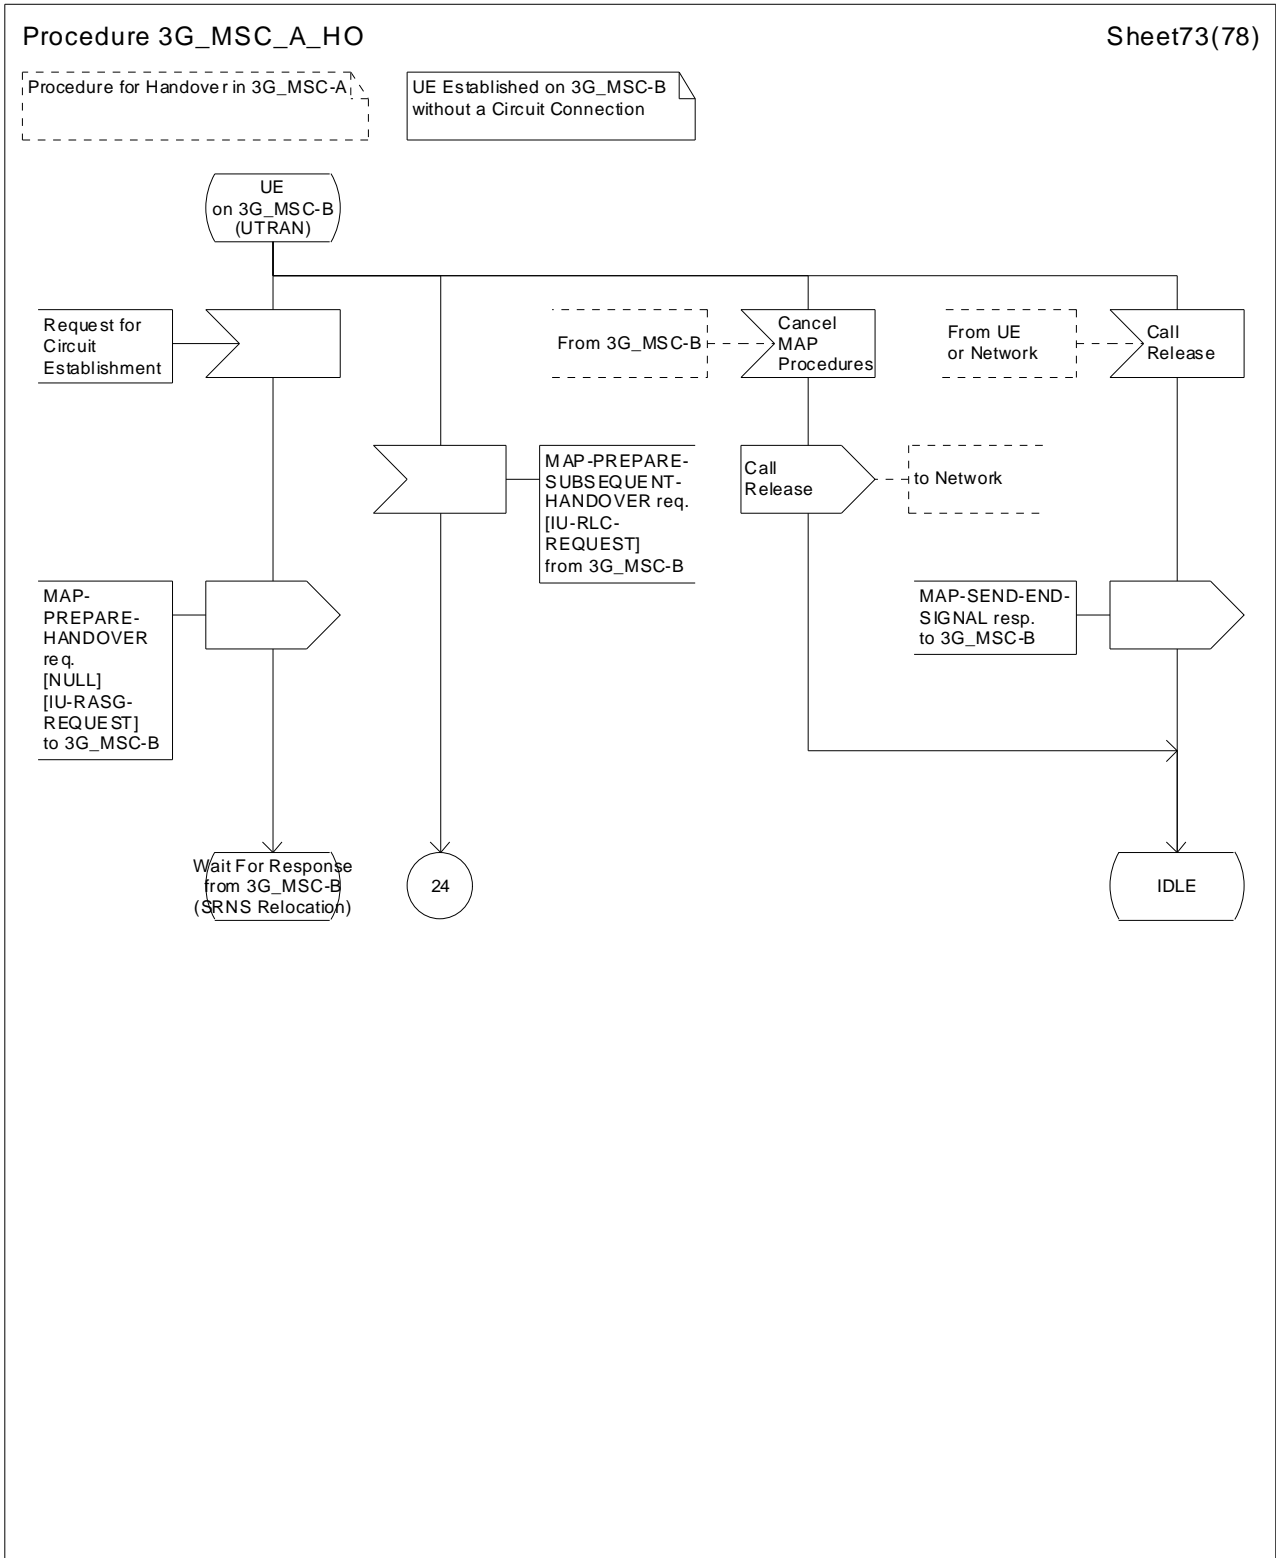 Procedure 3G_MSC_A_HO
Sheet73(78)
Procedure for Handover in 3G_MSC-A
UE Established on 3G_MSC-B
without a Circuit Connection
UE
on 3G_MSC-B
(UTRAN)
Request for
Circuit
Establishment
From 3G_MSC-B
Cancel
MAP
Procedures
From UE
or Network
Call
Release
MAP-PREPARE-
SUBSEQUENT-
HANDOVER req.
[IU-RLC-
REQUEST]
from 3G_MSC-B
Call
Release
to Network
MAP-
PREPARE-
HANDOVER
req.
[NULL]
[IU-RASG-
REQUEST]
to 3G_MSC-B
MAP-SEND-END-
SIGNAL resp.
to 3G_MSC-B
Wait For Response
from 3G_MSC-B
(SRNS Relocation)
24
IDLE